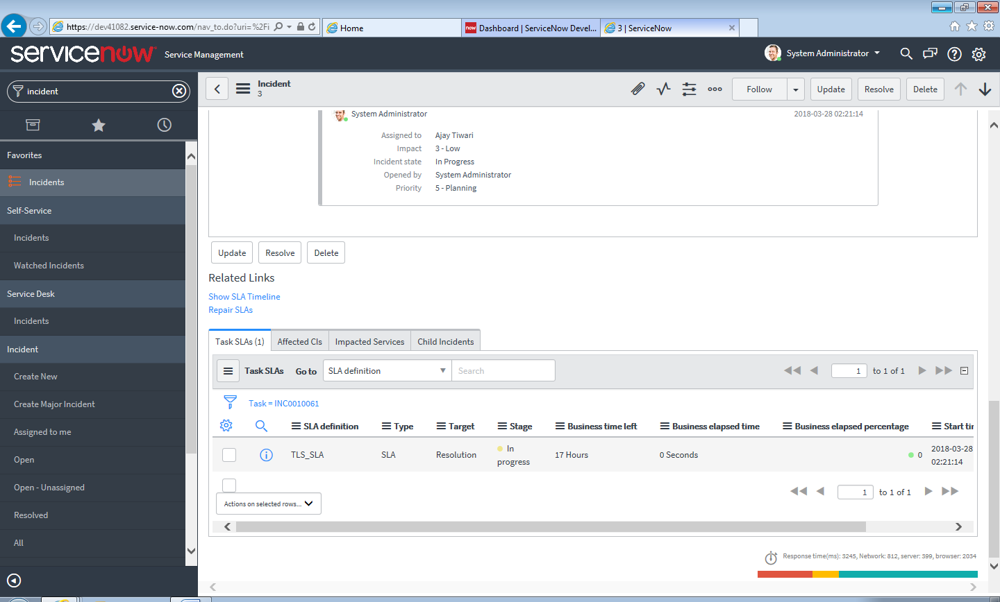 https://dev41082.service-now.com/nav_to.do?uri=%2Fi
Home
Dashboard | ServiceNow Devel...
3 | ServiceNow
servicenow
Service Management
System Administrator
incident
Incident
3
Follow
Update
Resolve
Delete
Favorites
Incidents
Self-Service
Incidents
Watched Incidents
Service Desk
Incidents
Incident
Create New
Create Major Incident
Assigned to me
Open
Open - Unassigned
Resolved
All
System Administrator
2018-03-28 02:21:14
Assigned to Ajay Tiwari
Impact 3 - Low
Incident state In Progress
Opened by System Administrator
Priority 5 - Planning
Update
Resolve
Delete
Related Links
Show SLA Timeline
Repair SLAs
Task SLAs (1)
Affected CIs
Impacted Services
Child Incidents
Task SLAs Go to SLA definition Search
1 to 1 of 1
Task = INC0010061
SLA definition Type Target Stage Business time left Business elapsed time Business elapsed percentage Start ti
TLS_SLA SLA Resolution In progress 17 Hours 0 Seconds 0 2018-03-28 02:21:14
1 to 1 of 1
Actions on selected rows...
Response time(ms): 3245, Network: 812, server: 399, browser: 2034